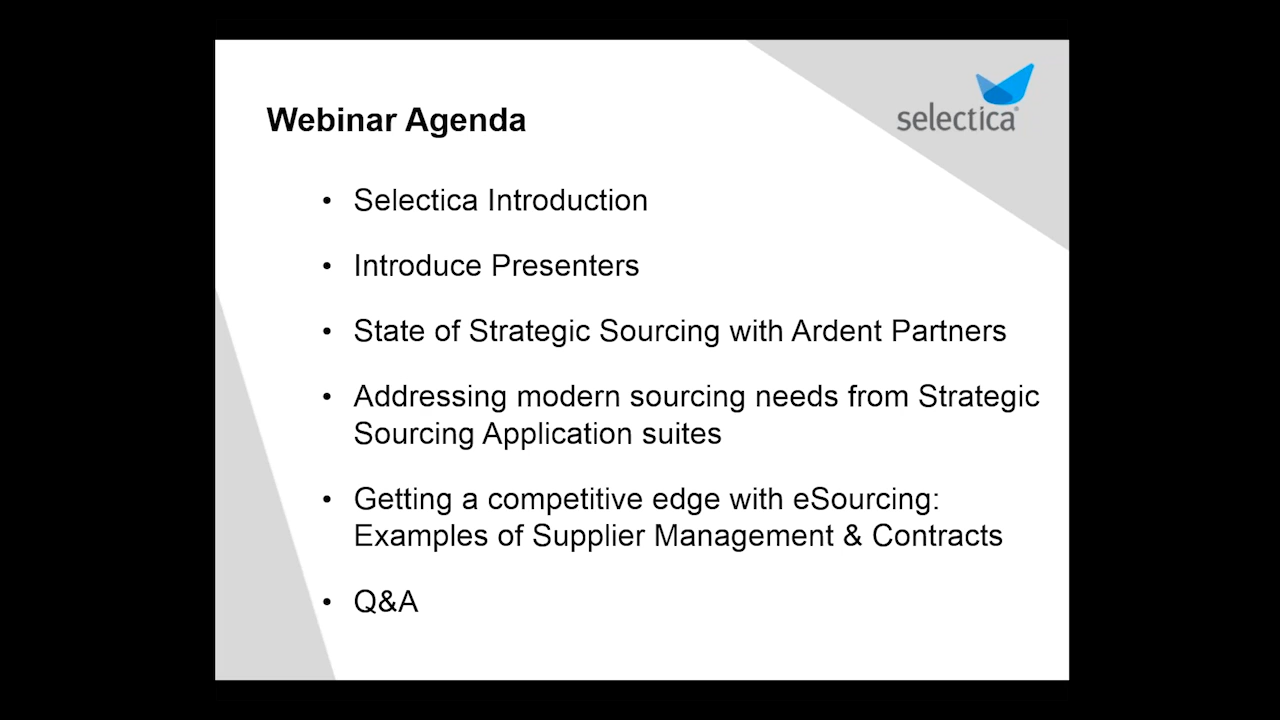 selectica®
Webinar Agenda
• Selectica Introduction
• Introduce Presenters
• State of Strategic Sourcing with Ardent Partners
• Addressing modern sourcing needs from Strategic
Sourcing Application suites
• Getting a competitive edge with eSourcing:
Examples of Supplier Management & Contracts
• Q&A